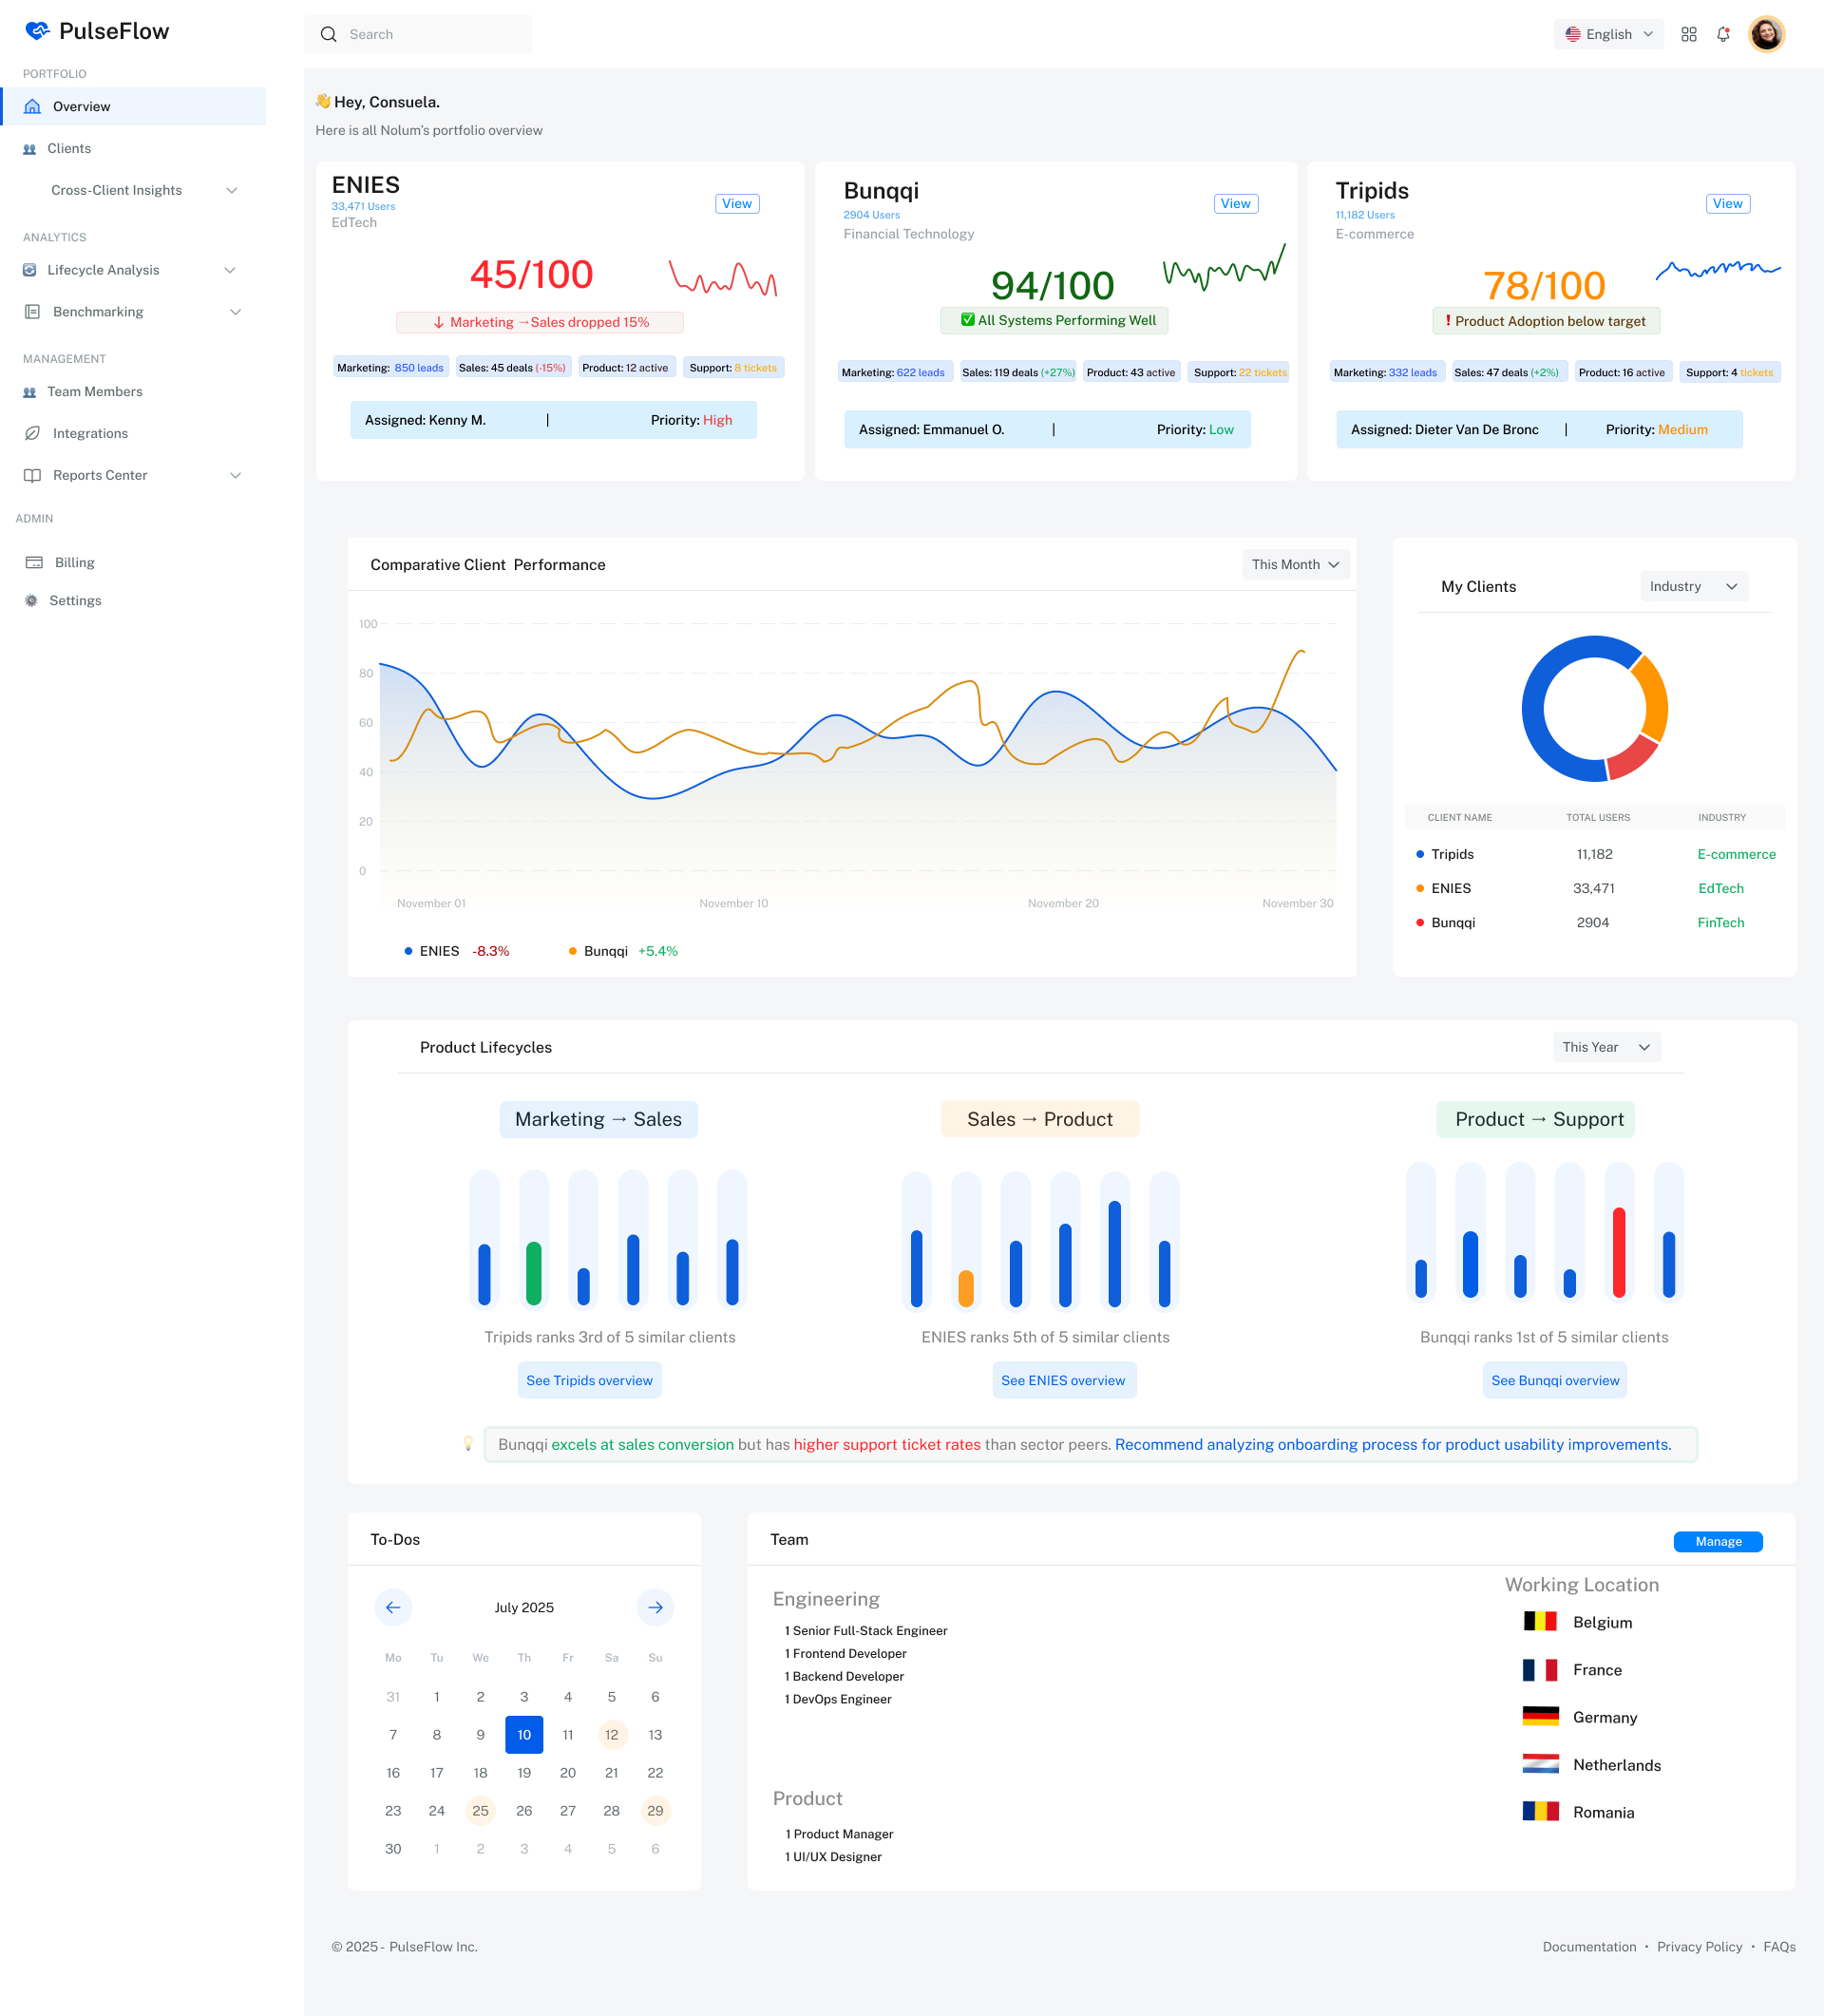 PulseFlow
Search
English
PORTFOLIO
Overview
Clients
Cross-Client Insights
ANALYTICS
Lifecycle Analysis
Benchmarking
MANAGEMENT
Team Members
Integrations
Reports Center
ADMIN
Billing
Settings
👋 Hey, Consuela.
Here is all Nolum's portfolio overview
ENIES
33,471 Users
EdTech
View
45/100
↓ Marketing →Sales dropped 15%
Marketing: 850 leads
Sales: 45 deals (-15%)
Product: 12 active
Support: 8 tickets
Assigned: Kenny M. | Priority: High
Bunqqi
2904 Users
Financial Technology
View
94/100
✅ All Systems Performing Well
Marketing: 622 leads
Sales: 119 deals (+27%)
Product: 43 active
Support: 22 tickets
Assigned: Emmanuel O. | Priority: Low
Tripids
11,182 Users
E-commerce
View
78/100
❗ Product Adoption below target
Marketing: 332 leads
Sales: 47 deals (+2%)
Product: 16 active
Support: 4 tickets
Assigned: Dieter Van De Bronc | Priority: Medium
Comparative Client Performance
This Month
100
80
60
40
20
0
November 01
November 10
November 20
November 30
ENIES -8.3%
Bunqqi +5.4%
My Clients
Industry
CLIENT NAME TOTAL USERS INDUSTRY
Tripids 11,182 E-commerce
ENIES 33,471 EdTech
Bunqqi 2904 FinTech
Product Lifecycles
This Year
Marketing → Sales
Tripids ranks 3rd of 5 similar clients
See Tripids overview
Sales → Product
ENIES ranks 5th of 5 similar clients
See ENIES overview
Product → Support
Bunqqi ranks 1st of 5 similar clients
See Bunqqi overview
Bunqqi excels at sales conversion but has higher support ticket rates than sector peers. Recommend analyzing onboarding process for product usability improvements.
To-Dos
July 2025
Mo Tu We Th Fr Sa Su
31 1 2 3 4 5 6
7 8 9 10 11 12 13
16 17 18 19 20 21 22
23 24 25 26 27 28 29
30 1 2 3 4 5 6
Team
Manage
Engineering
1 Senior Full-Stack Engineer
1 Frontend Developer
1 Backend Developer
1 DevOps Engineer
Product
1 Product Manager
1 UI/UX Designer
Working Location
Belgium
France
Germany
Netherlands
Romania
© 2025 - PulseFlow Inc.
Documentation • Privacy Policy • FAQs